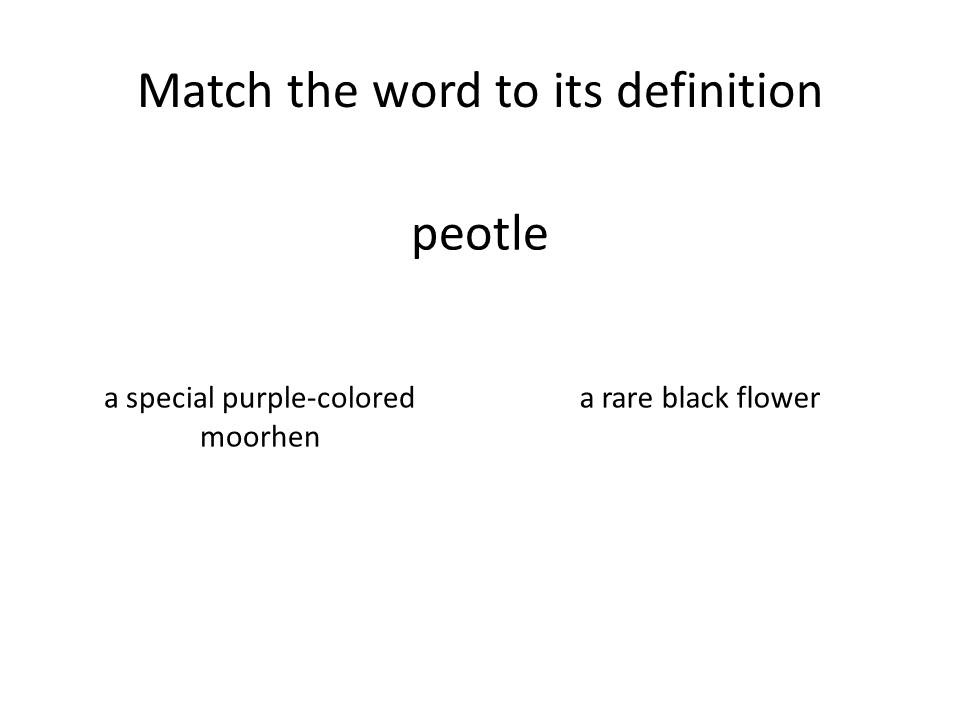 Match the word to its definition
peotle
a special purple-colored
moorhen
a rare black flower